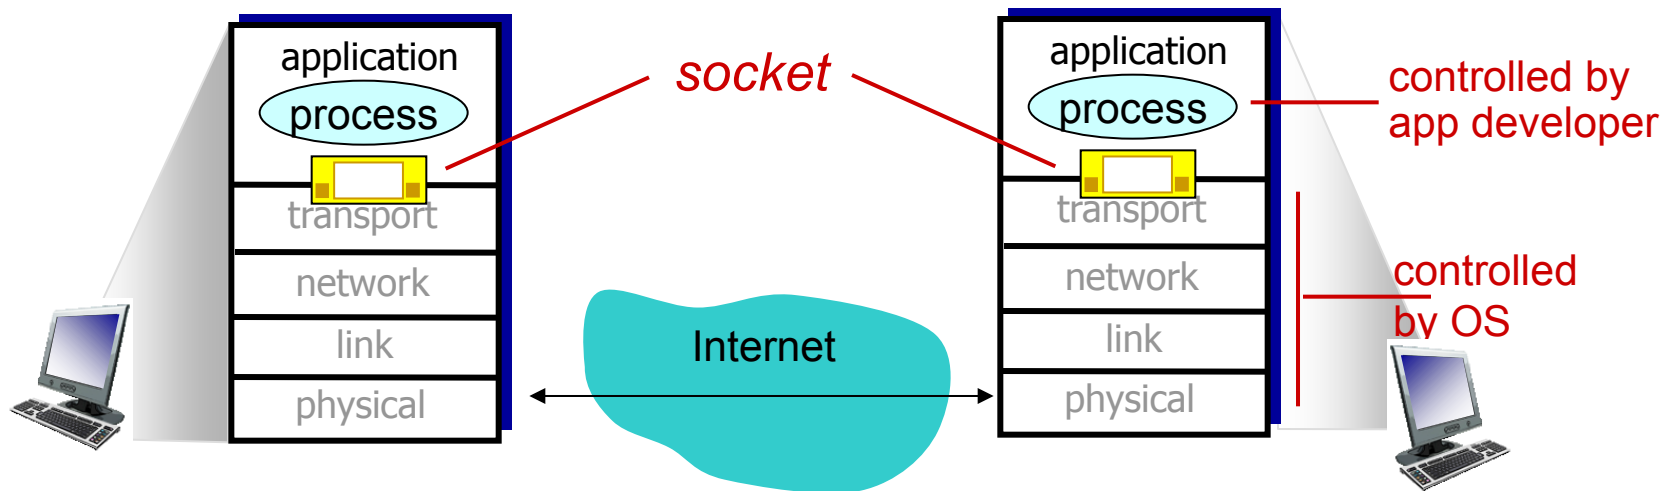 application
process
transport
network
link
physical
socket
Internet
application
process
transport
network
link
physical
controlled by
app developer
controlled
by OS